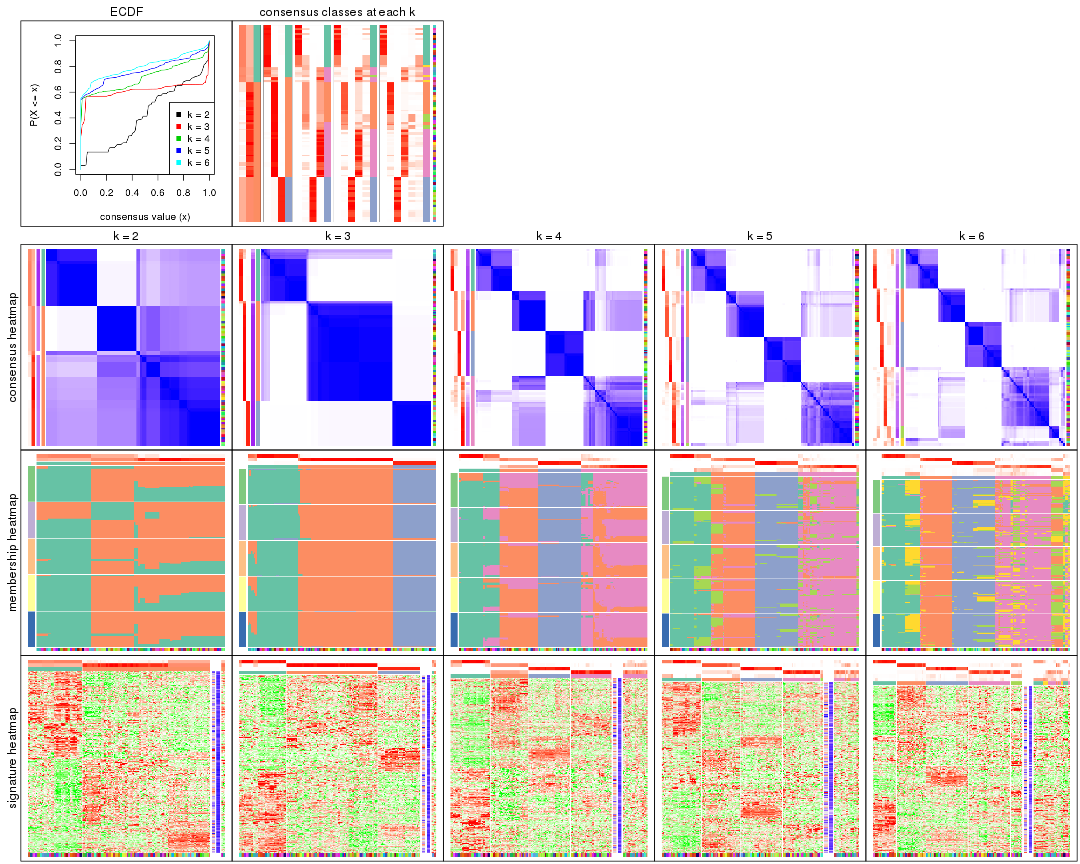 ECDF
consensus classes at each k
P(X <= x)
0.0 0.2 0.4 0.6 0.8 1.0
k = 2
k = 3
k = 4
k = 5
k = 6
0.0 0.2 0.4 0.6 0.8 1.0
consensus value (x)
k = 2
k = 3
k = 4
k = 5
k = 6
consensus heatmap
membership heatmap
signature heatmap